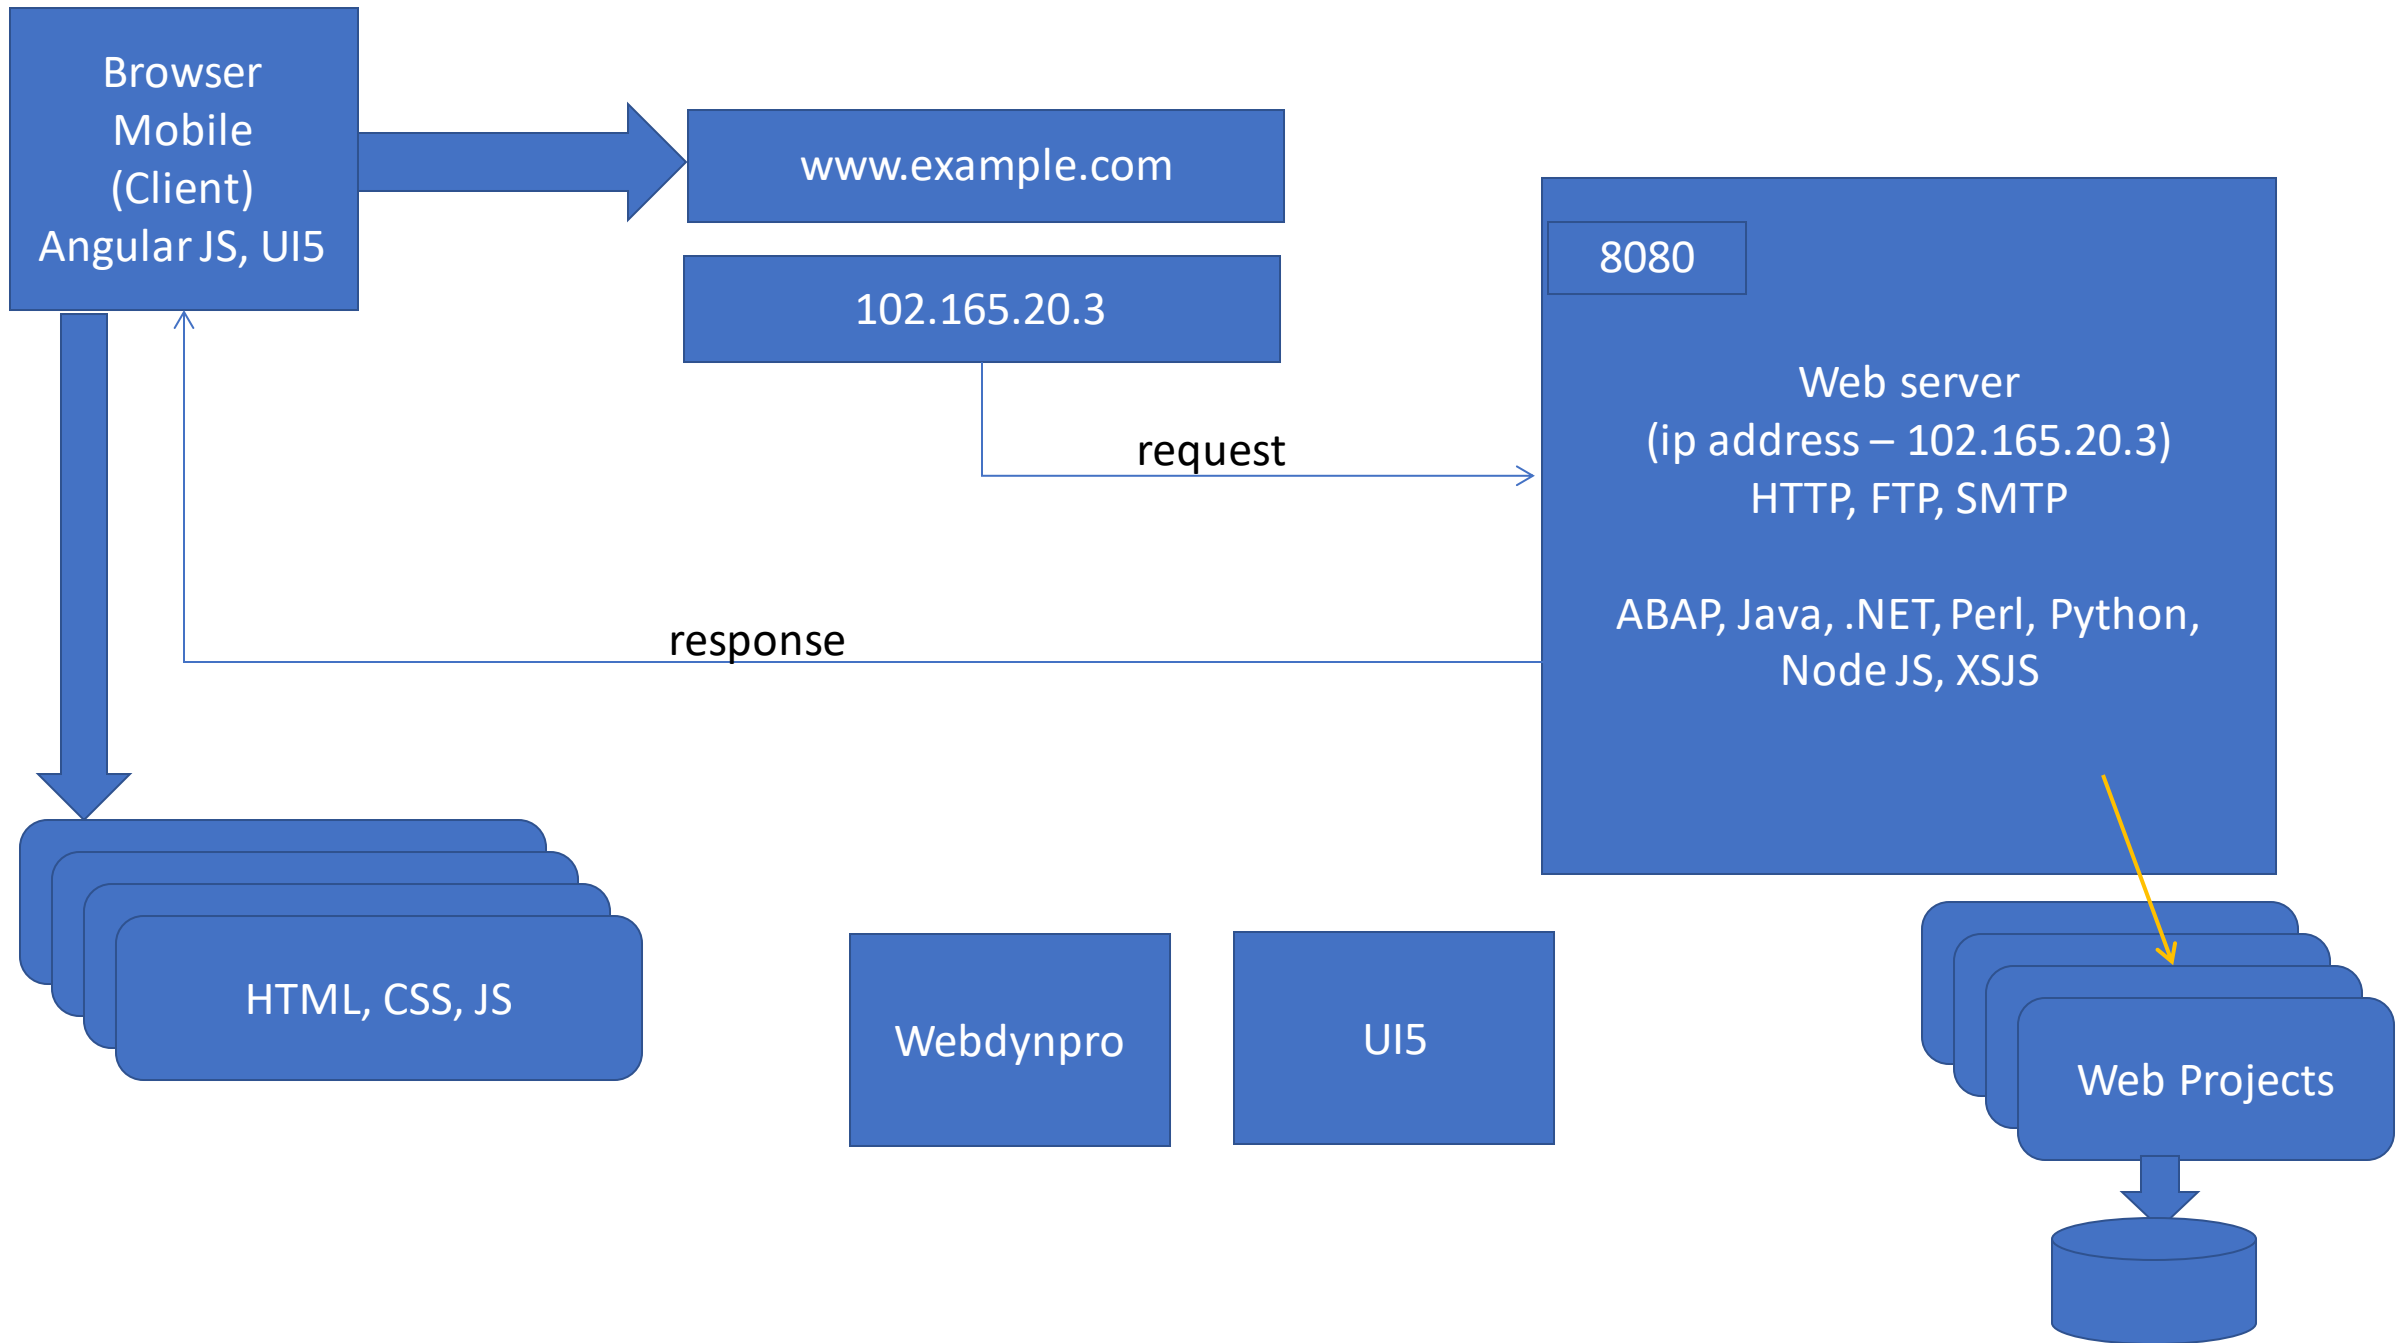 Browser
Mobile
(Client)
Angular JS, UI5
www.example.com
102.165.20.3
request
response
8080
Web server
(ip address – 102.165.20.3)
HTTP, FTP, SMTP
ABAP, Java, .NET, Perl, Python,
Node JS, XSJS
HTML, CSS, JS
Webdynpro
UI5
Web Projects